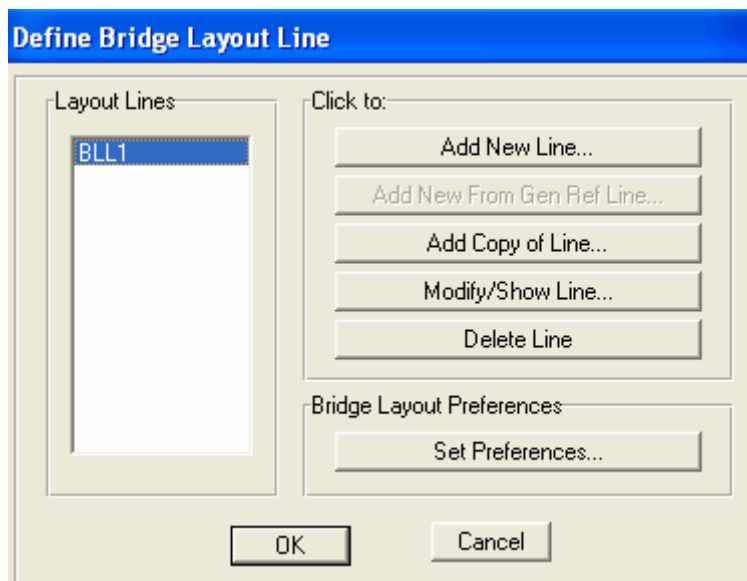 Define Bridge Layout Line
Layout Lines
BLL1
Click to:
Add New Line...
Add New From Gen Ref Line...
Add Copy of Line...
Modify/Show Line...
Delete Line
Bridge Layout Preferences
Set Preferences...
OK
Cancel